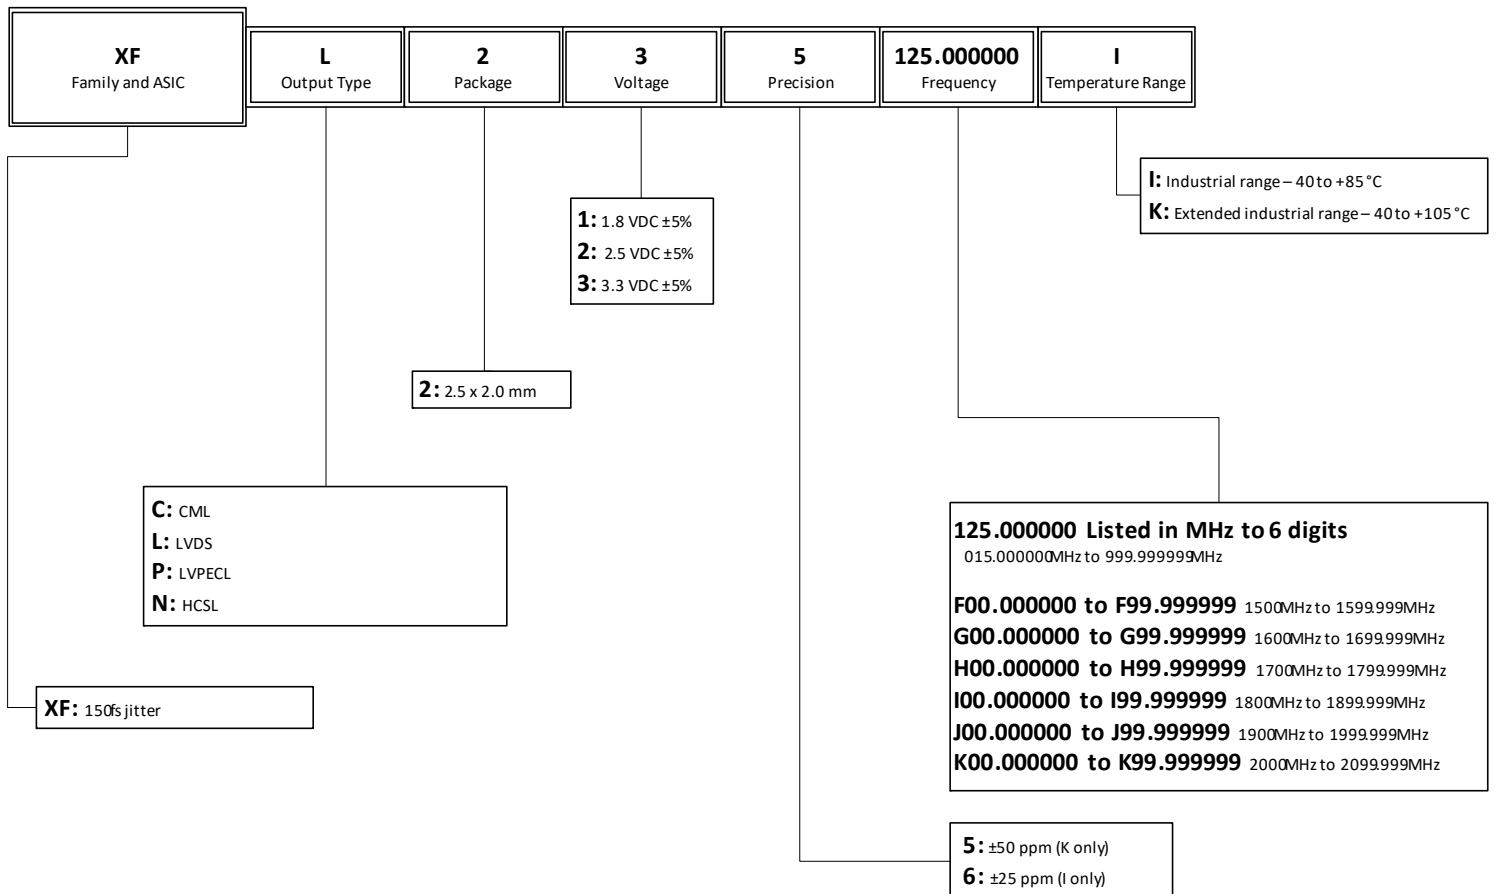 XF
Family and ASIC
L
Output Type
2
Package
3
Voltage
5
Precision
125.000000
Frequency
I
Temperature Range
I: Industrial range – 40 to +85 °C
K: Extended industrial range – 40 to +105 °C
1: 1.8 VDC ±5%
2: 2.5 VDC ±5%
3: 3.3 VDC ±5%
2: 2.5 x 2.0 mm
C: CML
L: LVDS
P: LVPECL
N: HCSL
125.000000 Listed in MHz to 6 digits
015.000000MHz to 999.999999MHz
F00.000000 to F99.999999 1500MHz to 1599.999MHz
G00.000000 to G99.999999 1600MHz to 1699.999MHz
H00.000000 to H99.999999 1700MHz to 1799.999MHz
I00.000000 to I99.999999 1800MHz to 1899.999MHz
J00.000000 to J99.999999 1900MHz to 1999.999MHz
K00.000000 to K99.999999 2000MHz to 2099.999MHz
XF: 150fs jitter
5: ±50 ppm (K only)
6: ±25 ppm (I only)